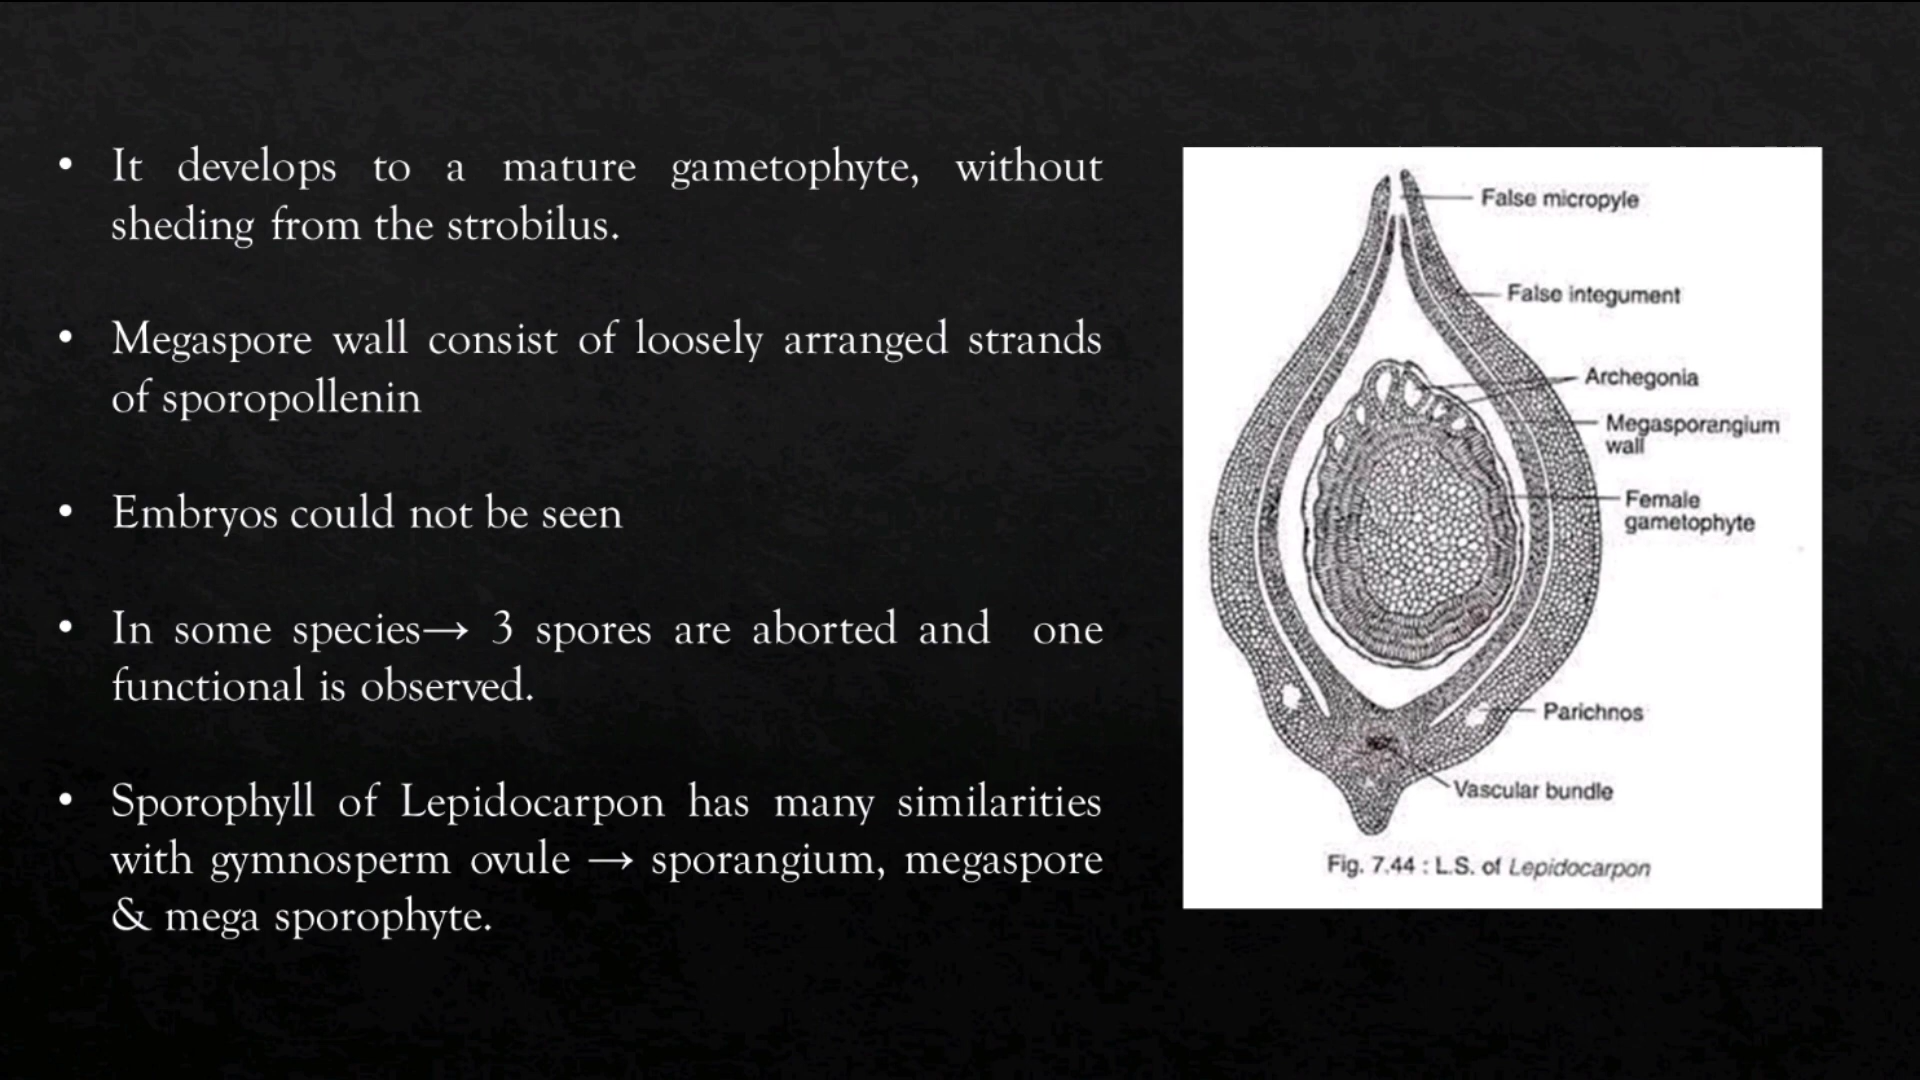 • It develops to a mature gametophyte, without
sheding from the strobilus.
• Megaspore wall consist of loosely arranged strands
of sporopollenin
• Embryos could not be seen
• In some species→ 3 spores are aborted and one
functional is observed.
• Sporophyll of Lepidocarpon has many similarities
with gymnosperm ovule → sporangium, megaspore
& mega sporophyte.
False micropyle
False integument
Archegonia
Megasporangium
wall
Female
gametophyte
Parichnos
Vascular bundle
Fig. 7.44 : L.S. of Lepidocarpon